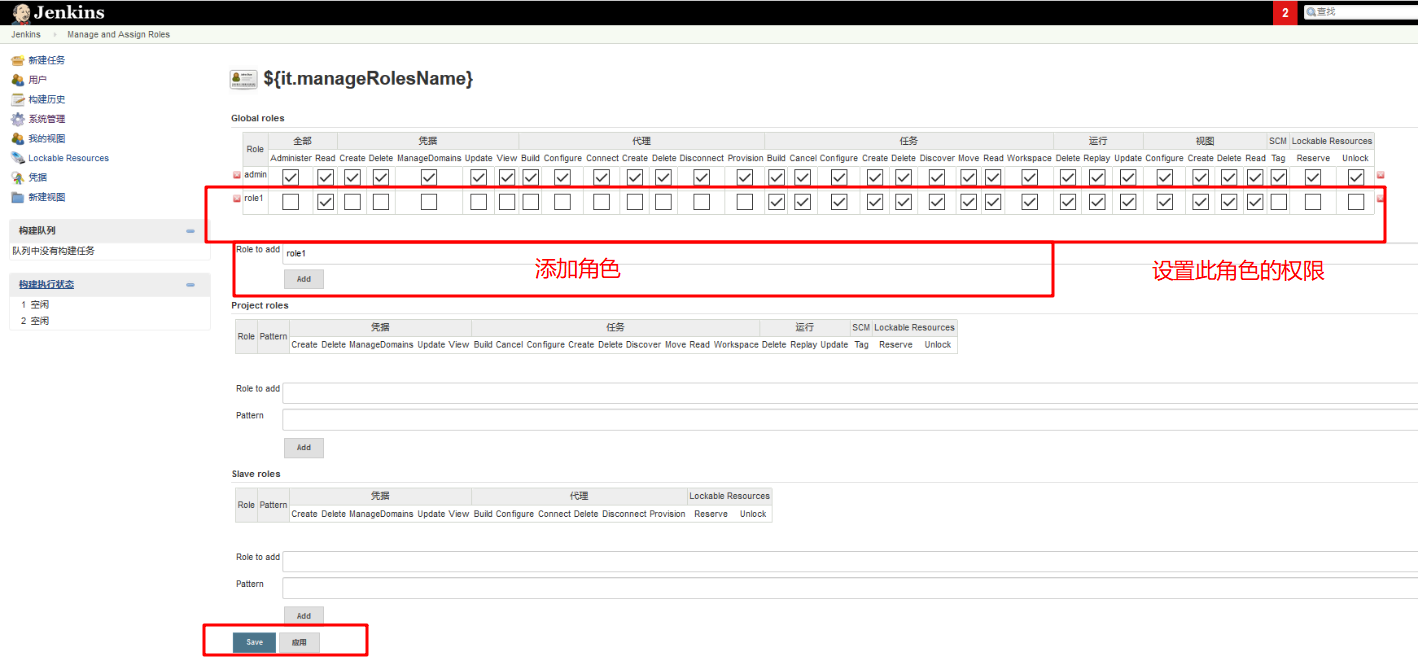 Jenkins
2
查找
Jenkins Manage and Assign Roles
新建任务
用户
构建历史
系统管理
我的视图
Lockable Resources
凭据
新建视图
构建队列
队列中没有构建任务
构建执行状态
1 空闲
2 空闲
${it.manageRolesName}
Global roles
Role 全部 凭据 代理 任务 运行 视图 SCM Lockable Resources
Administer Read Create Delete ManageDomains Update View Build Configure Connect Create Delete Disconnect Provision Build Cancel Configure Create Delete Discover Move Read Workspace Delete Replay Update Configure Create Delete Read Tag Reserve Unlock
admin
role1
Role to add role1
Add
添加角色
设置此角色的权限
Project roles
Role Pattern 凭据 任务 运行 SCM Lockable Resources
Create Delete ManageDomains Update View Build Cancel Configure Create Delete Discover Move Read Workspace Delete Replay Update Tag Reserve Unlock
Role to add
Pattern
Add
Slave roles
Role Pattern 凭据 代理 Lockable Resources
Create Delete ManageDomains Update View Build Configure Connect Delete Disconnect Provision Reserve Unlock
Role to add
Pattern
Add
Save 应用